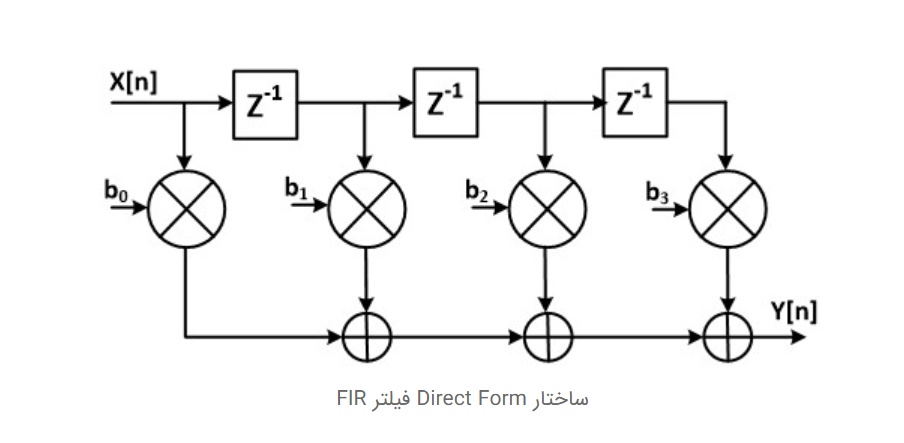 X[n]
Z-1
Z-1
Z-1
b0
b1
b2
b3
Y[n]
ساختار Direct Form فیلتر FIR